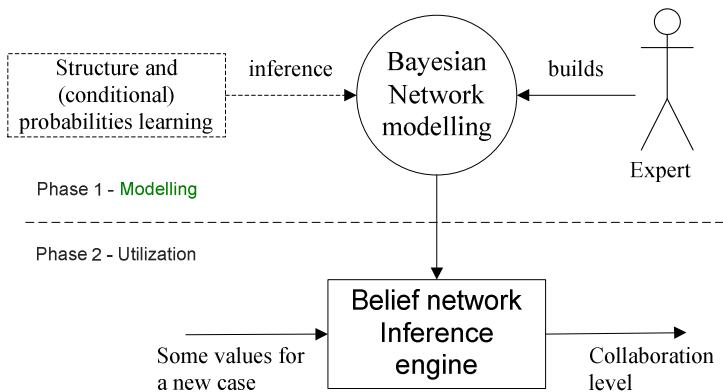 Structure and
(conditional)
probabilities learning
inference
Bayesian
Network
modelling
builds
Expert
Phase 1 - Modelling
Phase 2 - Utilization
Belief network
Inference
engine
Some values for
a new case
Collaboration
level